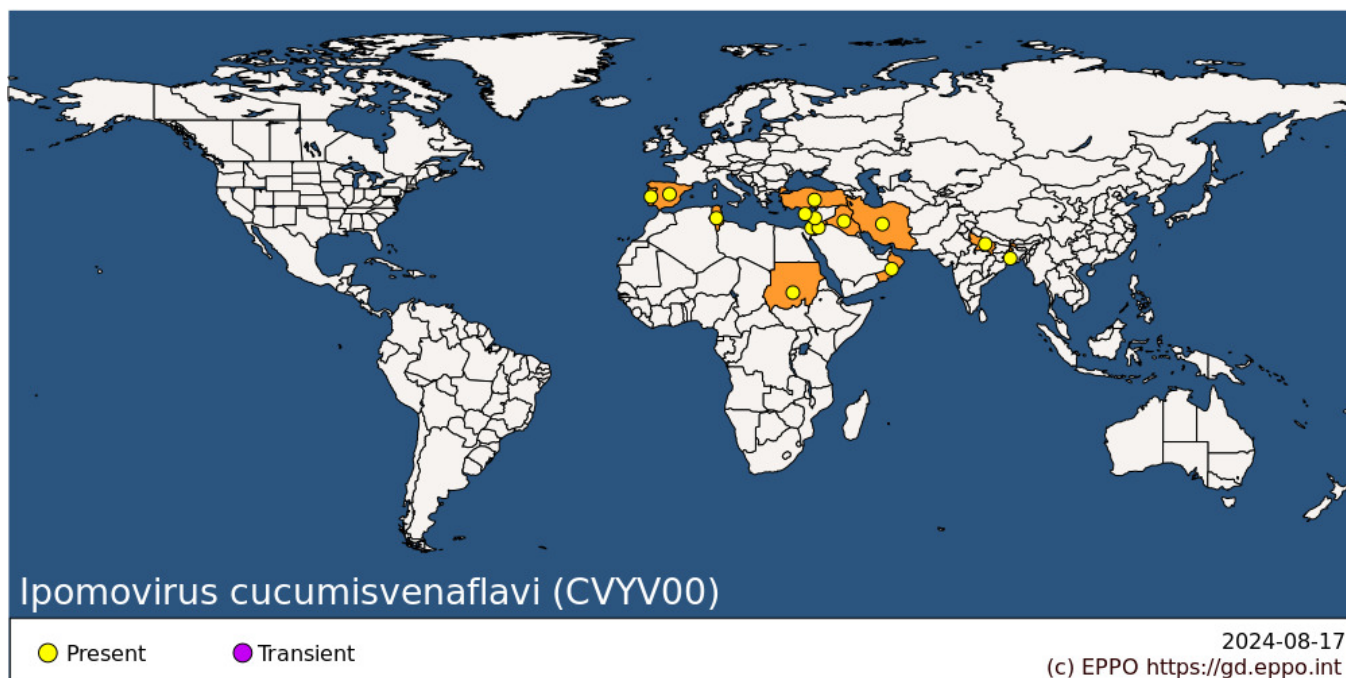 Ipomovirus cucumisvenaflavi (CVYV00)
Present
Transient
2024-08-17
(c) EPPO https://gd.eppo.int